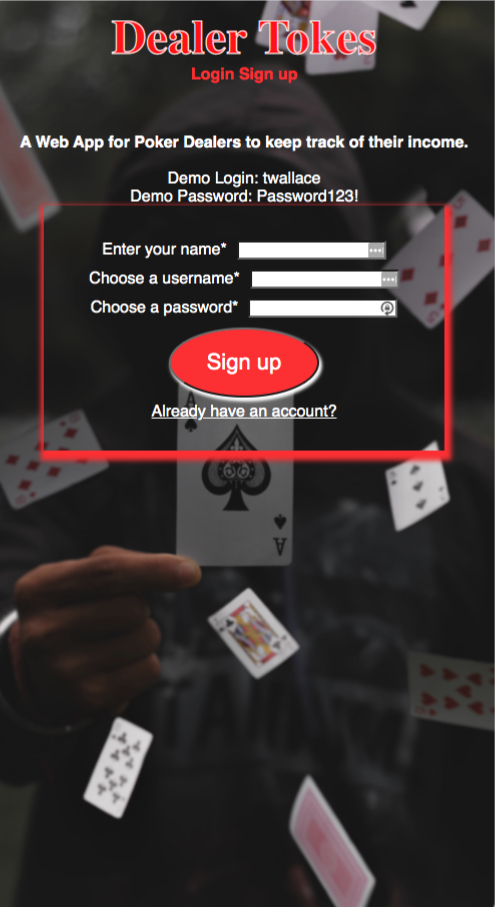 Dealer Tokes
Login Sign up
A Web App for Poker Dealers to keep track of their income.
Demo Login: twallace
Demo Password: Password123!
Enter your name*
Choose a username*
Choose a password*
Sign up
Already have an account?
A
A